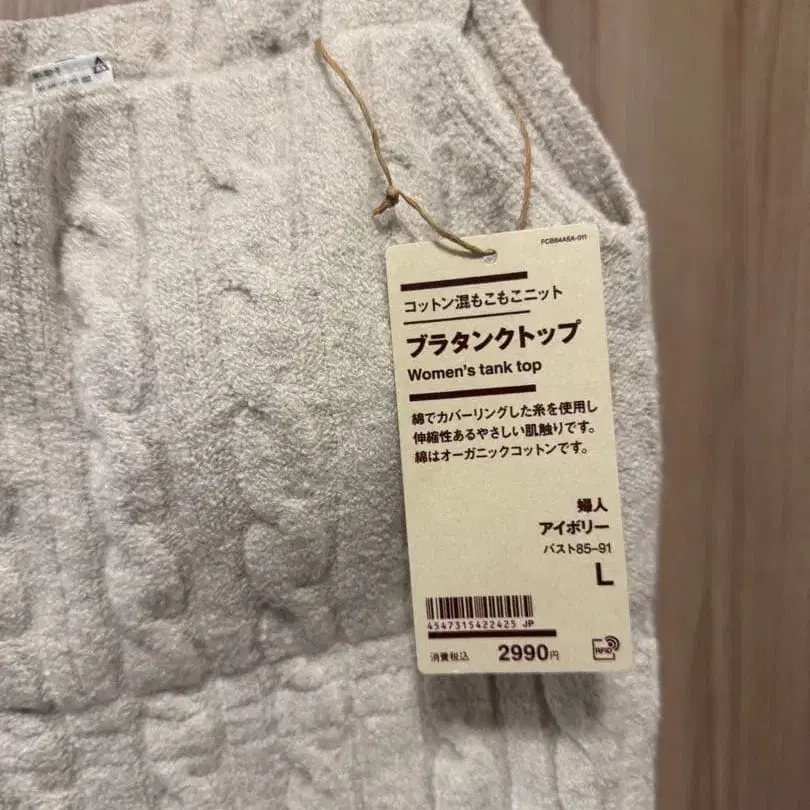 FCB84A5A-011
コットン混もこもこニット
ブラタンクトップ
Women's tank top
綿でカバーリングした糸を使用し
伸縮性あるやさしい肌触りです。
綿はオーガニックコットンです。
婦人
アイボリー
バスト85-91
L
4547315422425 JP
消費税込 2990円
RFID